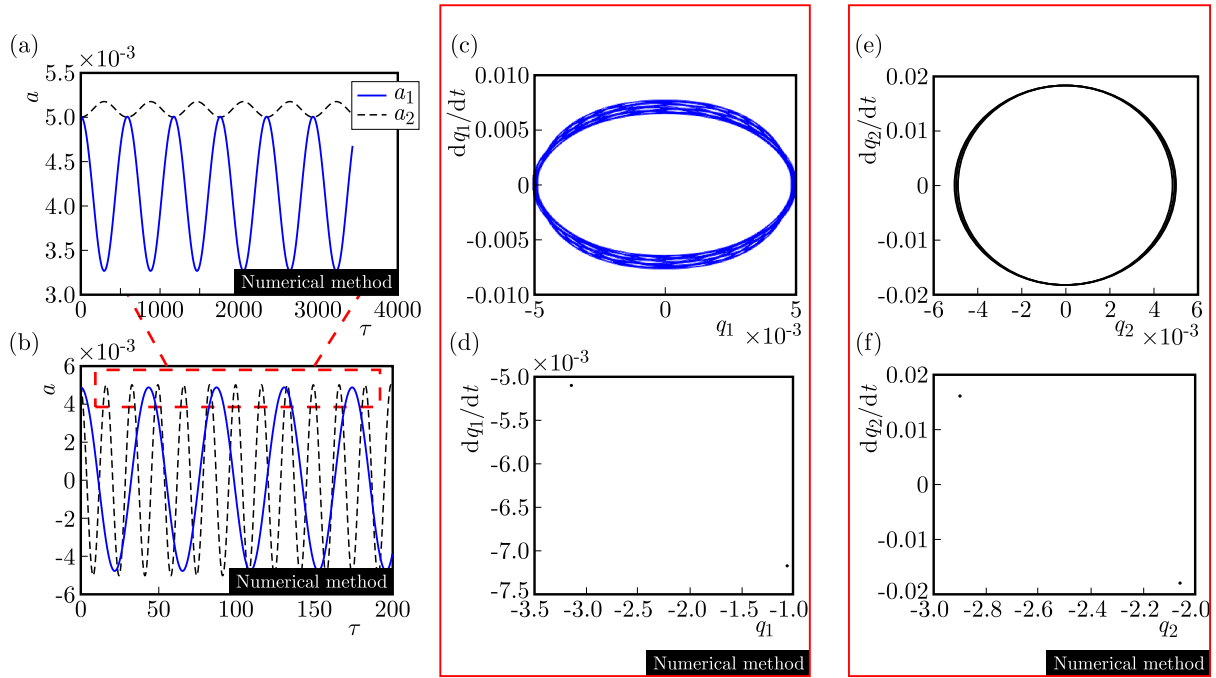 (a)
×10-3
5.5
5.0
4.5
4.0
3.5
3.0
a
a1
a2
Numerical method
0 1000 2000 3000 4000
τ
(b)
×10-3
6
4
2
0
-2
-4
-6
a
Numerical method
0 50 100 150 200
τ
(c)
0.010
0.005
0
-0.005
-0.010
dq1/dt
-5 0 5
q1 ×10-3
(d)
×10-3
-5.0
-6.0
-7.0
-7.5
dq1/dt
-3.5 -3.0 -2.5 -2.0 -1.5 -1.0
q1
Numerical method
(e)
0.02
0.01
0
-0.01
-0.02
dq2/dt
-6 -4 -2 0 2 4 6
q2 ×10-3
(f)
0.02
0.01
0
-0.01
-0.02
dq2/dt
-3.0 -2.8 -2.6 -2.4 -2.2 -2.0
q2
Numerical method